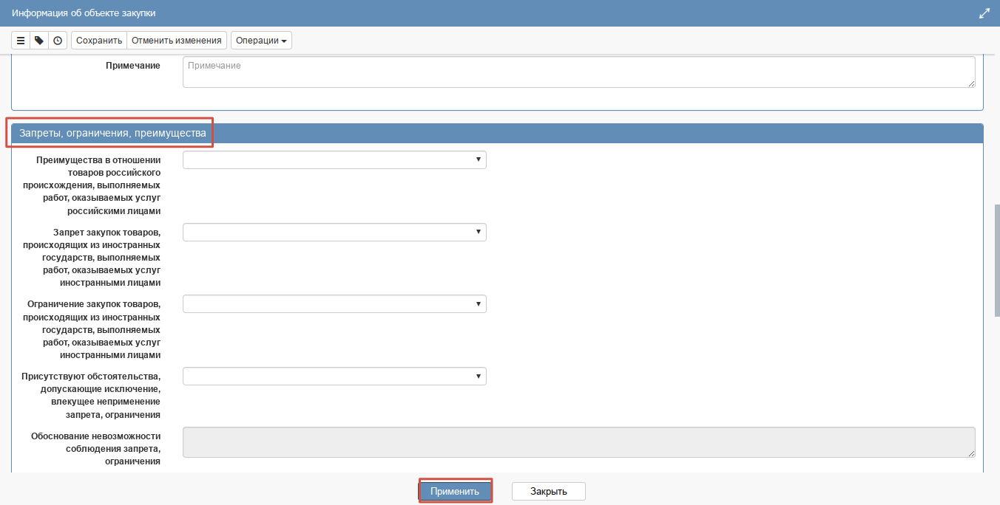 Информация об объекте закупки
Сохранить Отменить изменения Операции
Примечание Примечание
Запреты, ограничения, преимущества
Преимущества в отношении
товаров российского
происхождения, выполняемых
работ, оказываемых услуг
российскими лицами
Запрет закупок товаров,
происходящих из иностранных
государств, выполняемых
работ, оказываемых услуг
иностранными лицами
Ограничение закупок товаров,
происходящих из иностранных
государств, выполняемых
работ, оказываемых услуг
иностранными лицами
Присутствуют обстоятельства,
допускающие исключение,
влекущее неприменение
запрета, ограничения
Обоснование невозможности
соблюдения запрета,
ограничения
Применить Закрыть